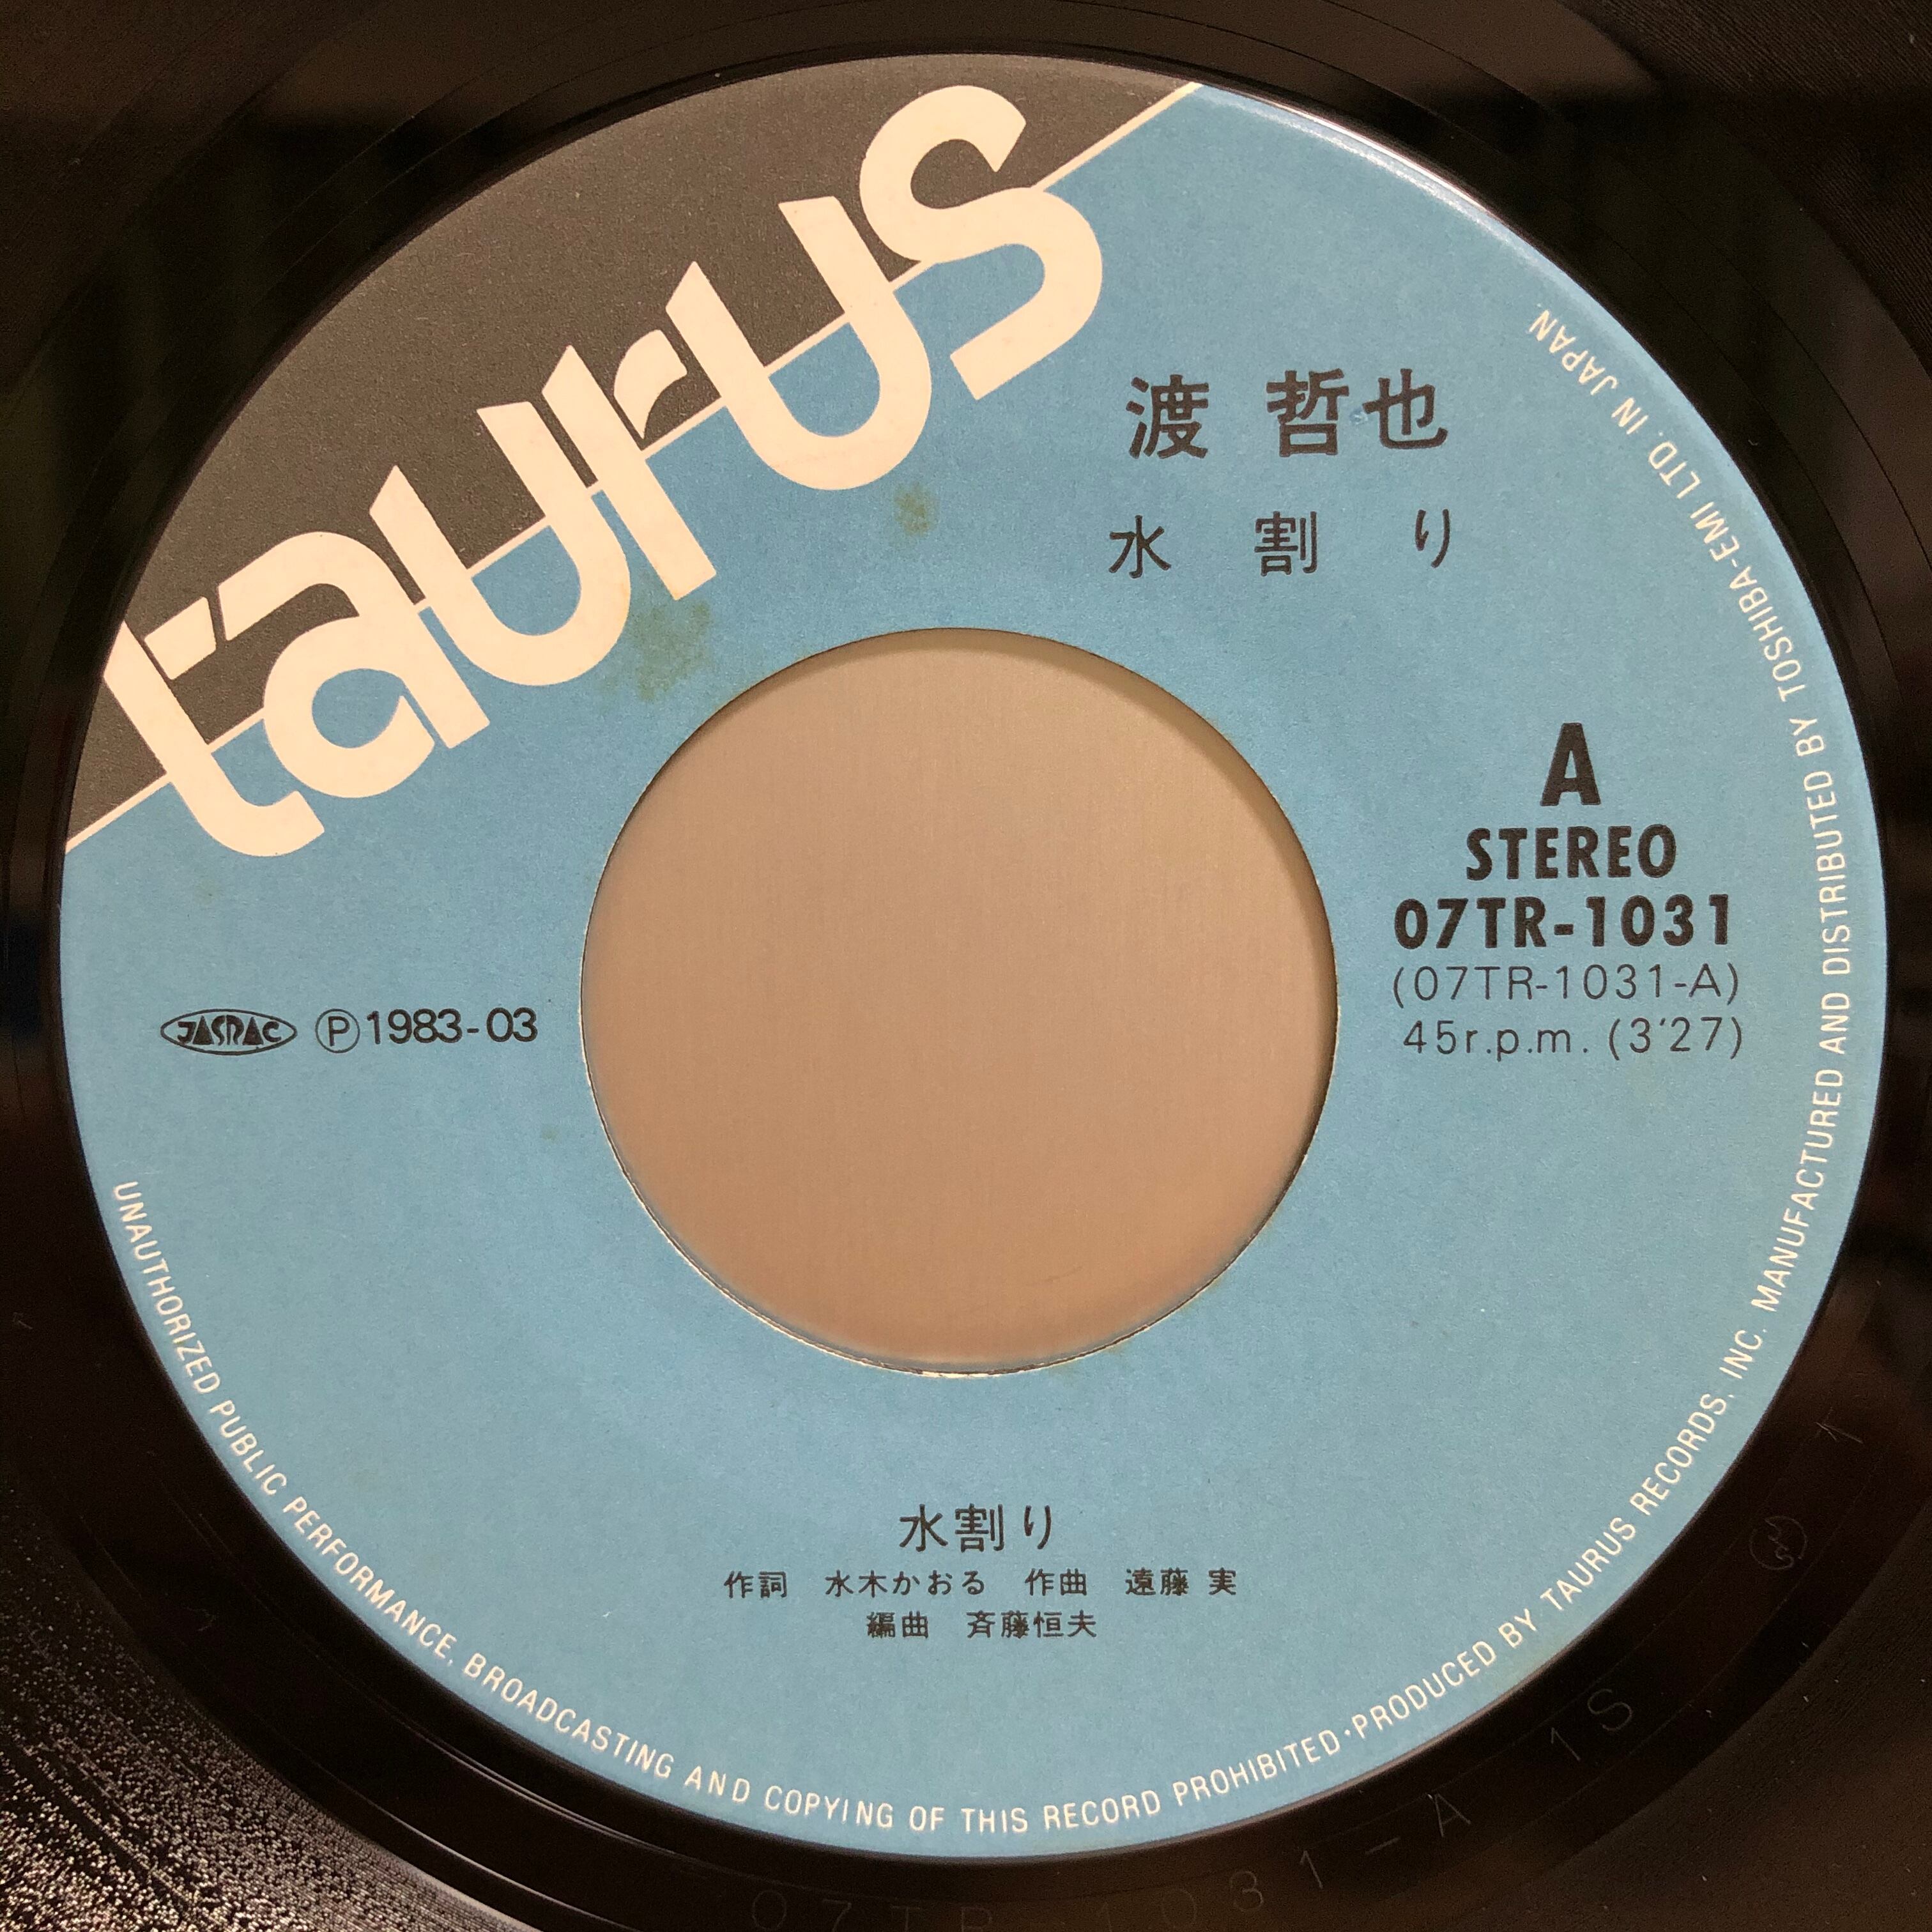 taurus
渡 哲也
水 割 り
A
STEREO
07TR-1031
(07TR-1031-A)
45r.p.m. (3'27)
JASRAC Ⓟ1983-03
水割り
作詞 水木かおる 作曲 遠藤 実
編曲 斉藤恒夫
UNAUTHORIZED PUBLIC PERFORMANCE, BROADCASTING AND COPYING OF THIS RECORD PROHIBITED·PRODUCED BY TAURUS RECORDS, INC. MANUFACTURED AND DISTRIBUTED BY TOSHIBA-EMI LTD. IN JAPAN
07TR 1031-A 1S